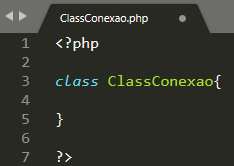 ClassConexao.php
1 <?php
2
3 class ClassConexao{
4
5 }
6
7 ?>